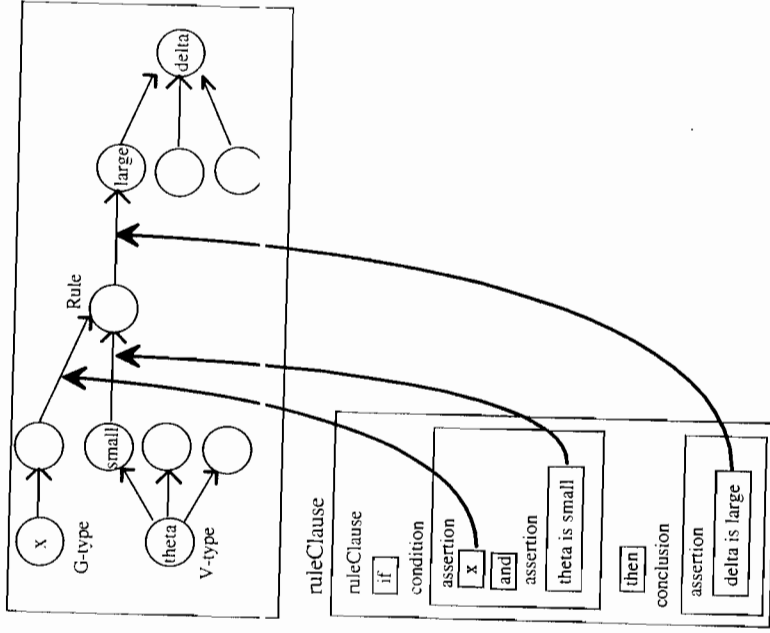 x
G-type
small
theta
V-type
Rule
large
delta
ruleClause
ruleClause
if
condition
assertion
x
and
assertion
theta is small
then
conclusion
assertion
delta is large